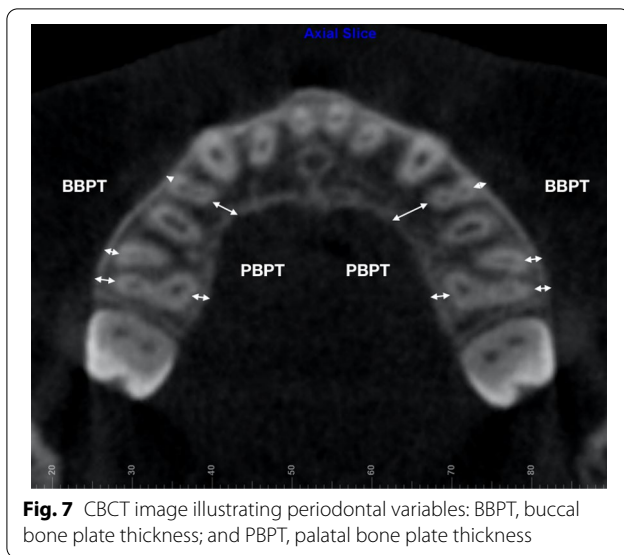 Axial Slice
BBPT
BBPT
PBPT
PBPT
20
30
40
50
60
70
80
Fig. 7 CBCT image illustrating periodontal variables: BBPT, buccal
bone plate thickness; and PBPT, palatal bone plate thickness